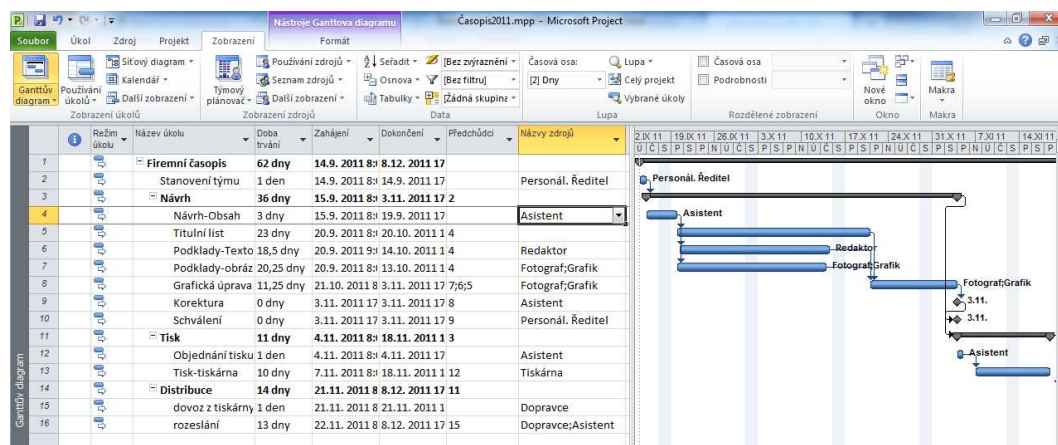 Nástroje Ganttova diagramu
Časopis2011.mpp - Microsoft Project
Soubor Úkol Zdroj Projekt Zobrazení Formát
Ganttův diagram
Používání úkolů
Síťový diagram
Kalendář
Další zobrazení
Zobrazení úkolů
Týmový plánovač
Používání zdrojů
Seznam zdrojů
Další zobrazení
Zobrazení zdrojů
Seřadit
Osnova
Tabulky
[Bez zvýraznění
[Bez filtru]
[Žádná skupina
Data
Časová osa:
[2] Dny
Lupa
Celý projekt
Vybrané úkoly
Lupa
Časová osa
Podrobnosti
Rozdělené zobrazení
Nové okno
Okno
Makra
Makra
Režim úkolu Název úkolu Doba trvání Zahájení Dokončení Předchůdci Názvy zdrojů
1 Firemní časopis 62 dny 14.9. 2011 8:0 8.12. 2011 17
2 Stanovení týmu 1 den 14.9. 2011 8:0 14.9. 2011 17 Personál. Ředitel
3 Návrh 36 dny 15.9. 2011 8:0 3.11. 2011 17 2
4 Návrh-Obsah 3 dny 15.9. 2011 8:0 19.9. 2011 17 Asistent
5 Titulní list 23 dny 20.9. 2011 8:0 20.10. 2011 1 4
6 Podklady-Texto 18,5 dny 20.9. 2011 9:0 14.10. 2011 1 4 Redaktor
7 Podklady-obráz 20,25 dny 20.9. 2011 8:0 13.10. 2011 1 4 Fotograf;Grafik
8 Grafická úprava 11,25 dny 21.10. 2011 8 3.11. 2011 17 7;6;5 Fotograf;Grafik
9 Korektura 0 dny 3.11. 2011 17 3.11. 2011 17 8 Asistent
10 Schválení 0 dny 3.11. 2011 17 3.11. 2011 17 9 Personál. Ředitel
11 Tisk 11 dny 4.11. 2011 8:0 18.11. 2011 1 3
12 Objednání tisku 1 den 4.11. 2011 8:0 4.11. 2011 17 Asistent
13 Tisk-tiskárna 10 dny 7.11. 2011 8:0 18.11. 2011 1 12 Tiskárna
14 Distribuce 14 dny 21.11. 2011 8 8.12. 2011 17 11
15 dovoz z tiskárny 1 den 21.11. 2011 8 21.11. 2011 1 Dopravce
16 rozeslání 13 dny 22.11. 2011 8 8.12. 2011 17 15 Dopravce;Asistent
2.IX 11 19.IX 11 26.IX 11 3.X 11 10.X 11 17.X 11 24.X 11 31.X 11 7.XI 11 14.XI 11
Ú Č S P S P N Ú Č S P S P N Ú Č S P S P N Ú Č S P S P
Personál. Ředitel
Asistent
Redaktor
Fotograf;Grafik
Fotograf;Grafik
3.11.
3.11.
Asistent
Ganttův diagram